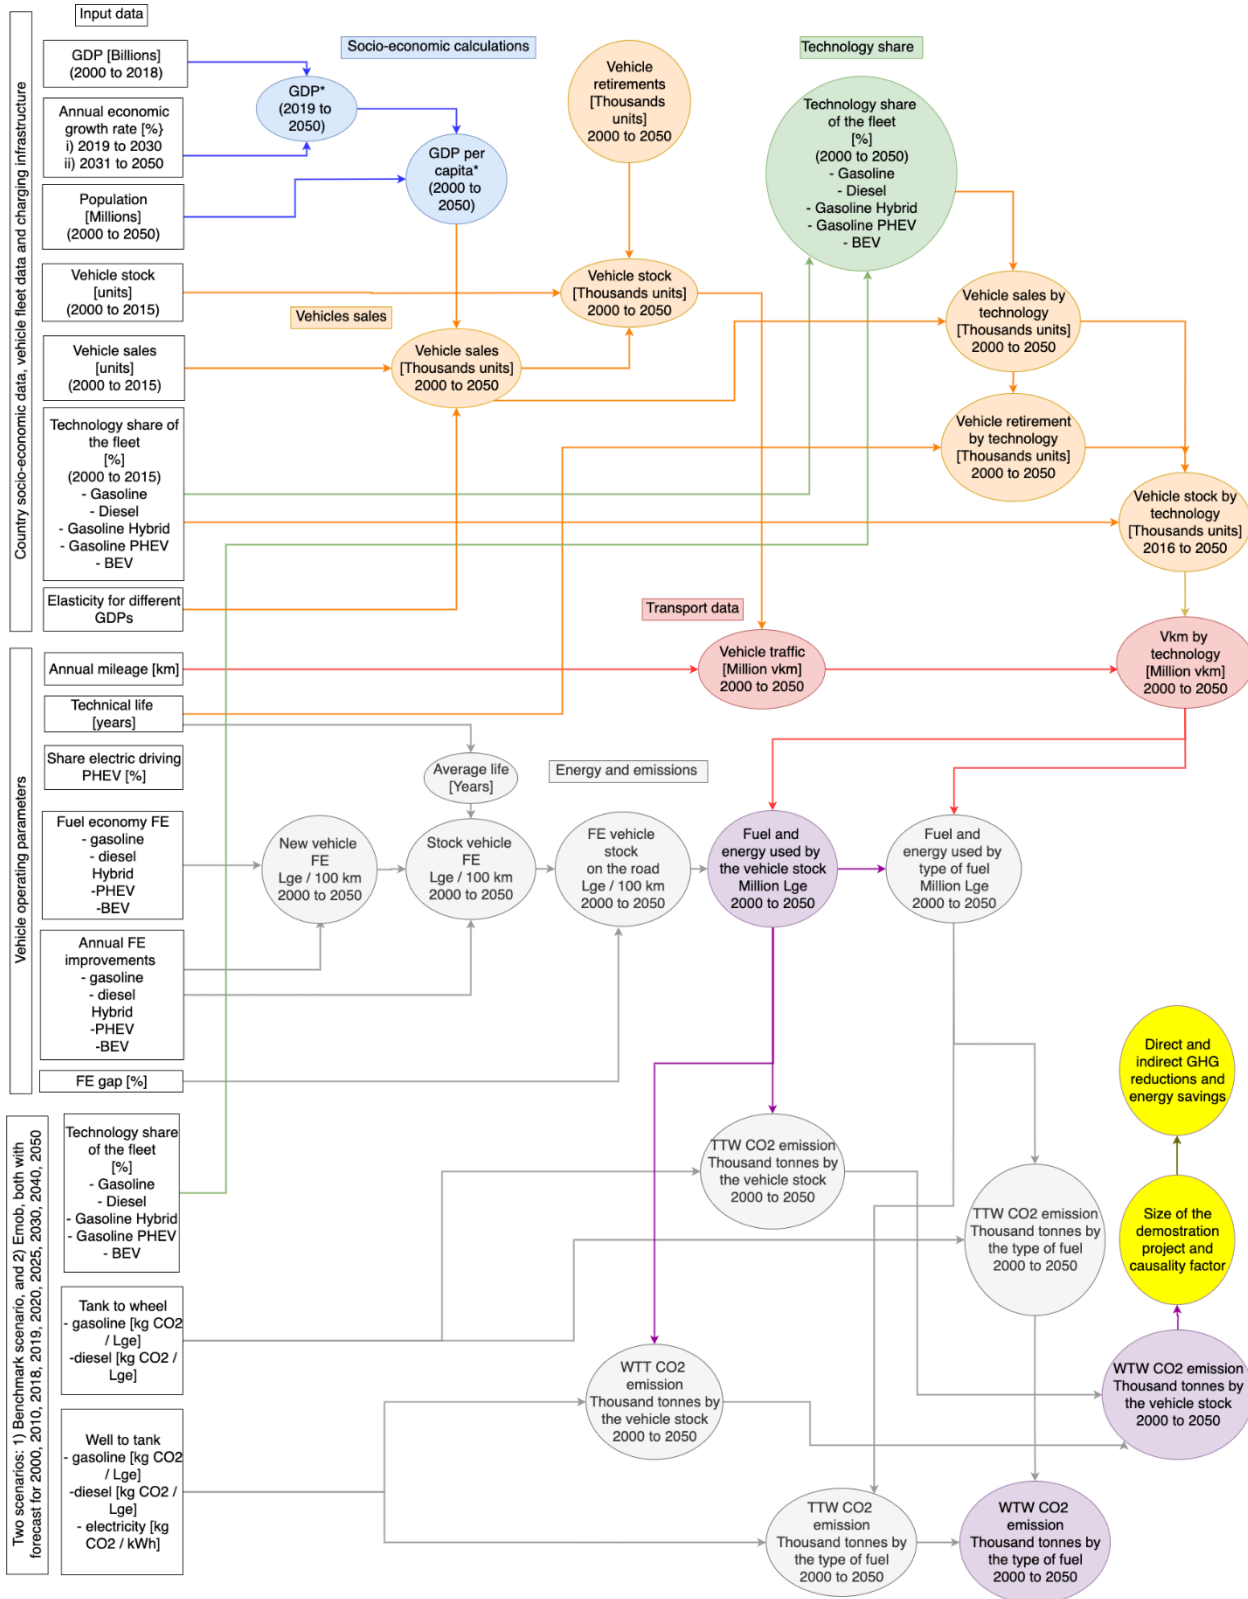 Input data
Country socio-economic data, vehicle fleet data and charging infrastructure
GDP [Billions]
(2000 to 2018)
Annual economic
growth rate [%}
i) 2019 to 2030
ii) 2031 to 2050
Population
[Millions]
(2000 to 2050)
Vehicle stock
[units]
(2000 to 2015)
Vehicle sales
[units]
(2000 to 2015)
Technology share of
the fleet
[%]
(2000 to 2015)
- Gasoline
- Diesel
- Gasoline Hybrid
- Gasoline PHEV
- BEV
Elasticity for different
GDPs
Socio-economic calculations
GDP*
(2019 to
2050)
GDP per
capita*
(2000 to
2050)
Vehicle
retirements
[Thousands
units]
2000 to 2050
Vehicle stock
[Thousands units]
2000 to 2050
Vehicles sales
Vehicle sales
[Thousands units]
2000 to 2050
Technology share
Technology share
of the fleet
[%]
(2000 to 2050)
- Gasoline
- Diesel
- Gasoline Hybrid
- Gasoline PHEV
- BEV
Vehicle sales by
technology
[Thousands units]
2000 to 2050
Vehicle retirement
by technology
[Thousands units]
2000 to 2050
Vehicle stock by
technology
[Thousands units]
2016 to 2050
Transport data
Vehicle traffic
[Million vkm]
2000 to 2050
Vkm by
technology
[Million vkm]
2000 to 2050
Vehicle operating parameters
Annual mileage [km]
Technical life
[years]
Share electric driving
PHEV [%]
Fuel economy FE
- gasoline
- diesel
Hybrid
-PHEV
-BEV
Annual FE
improvements
- gasoline
- diesel
Hybrid
-PHEV
-BEV
FE gap [%]
Average life
[Years]
Energy and emissions
New vehicle
FE
Lge / 100 km
2000 to 2050
Stock vehicle
FE
Lge / 100 km
2000 to 2050
FE vehicle
stock
on the road
Lge / 100 km
2000 to 2050
Fuel and
energy used by
the vehicle stock
Million Lge
2000 to 2050
Fuel and
energy used by
type of fuel
Million Lge
2000 to 2050
Two scenarios: 1) Benchmark scenario, and 2) Emob, both with
forecast for 2000, 2010, 2018, 2019, 2020, 2025, 2030, 2040, 2050
Technology share
of the fleet
[%]
- Gasoline
- Diesel
- Gasoline Hybrid
- Gasoline PHEV
- BEV
Tank to wheel
- gasoline [kg CO2
/ Lge]
-diesel [kg CO2 /
Lge]
Well to tank
- gasoline [kg CO2
/ Lge]
-diesel [kg CO2 /
Lge]
- electricity [kg
CO2 / kWh]
TTW CO2 emission
Thousand tonnes by
the vehicle stock
2000 to 2050
TTW CO2 emission
Thousand tonnes by
the type of fuel
2000 to 2050
WTT CO2
emission
Thousand tonnes by
the vehicle stock
2000 to 2050
TTW CO2
emission
Thousand tonnes by
the type of fuel
2000 to 2050
WTW CO2
emission
Thousand tonnes by
the type of fuel
2000 to 2050
Direct and
indirect GHG
reductions and
energy savings
Size of the
demostration
project and
causality factor
WTW CO2 emission
Thousand tonnes by
the vehicle stock
2000 to 2050